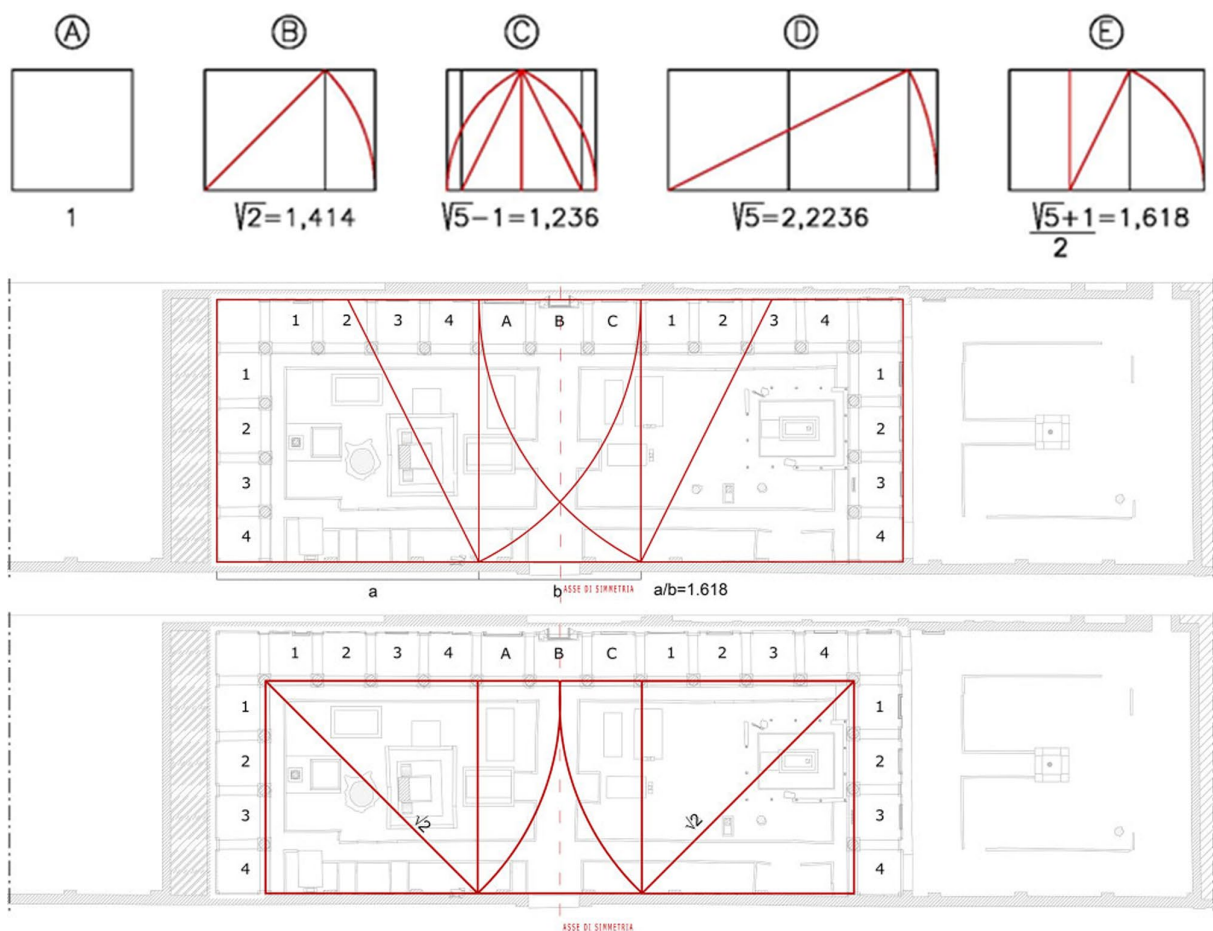 A B C D E
1 √2=1,414 √5-1=1,236 √5=2,2236 √5+1=1,618
2
1 2 3 4 A B C 1 2 3 4
1 1
2 2
3 3
4 4
a b ASSE DI SIMMETRIA a/b=1.618
1 2 3 4 A B C 1 2 3 4
1 1
2 2
3 3
√2 √2
4 4
ASSE DI SIMMETRIA